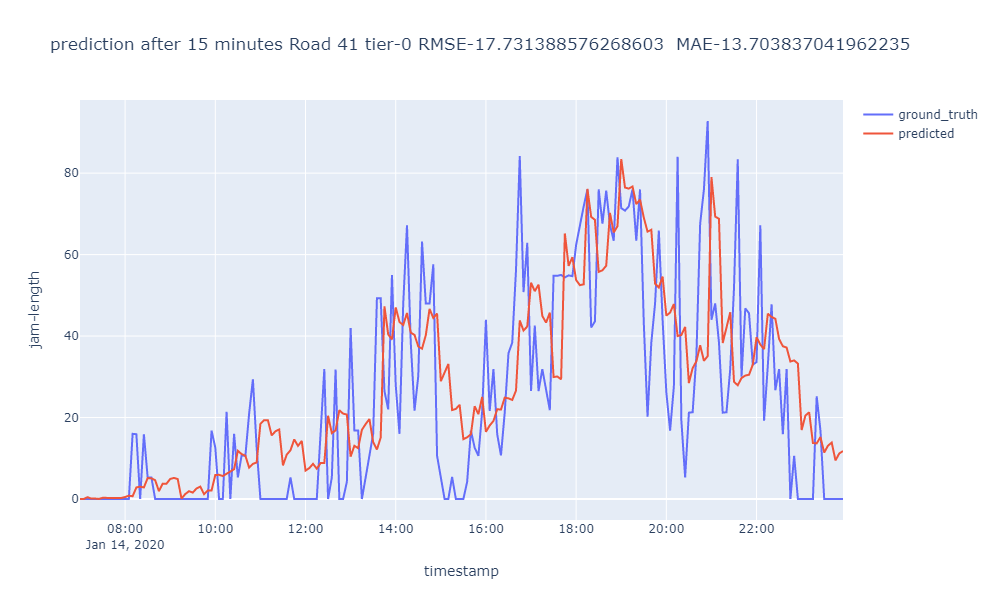 prediction after 15 minutes Road 41 tier-0 RMSE-17.731388576268603  MAE-13.703837041962235
ground_truth
predicted
jam-length
80
60
40
20
0
08:00 10:00 12:00 14:00 16:00 18:00 20:00 22:00
Jan 14, 2020
timestamp